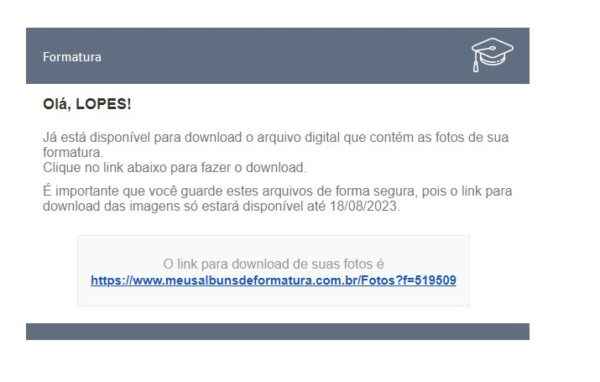 Formatura
Olá, LOPES!
Já está disponível para download o arquivo digital que contém as fotos de sua
formatura.
Clique no link abaixo para fazer o download.
É importante que você guarde estes arquivos de forma segura, pois o link para
download das imagens só estará disponível até 18/08/2023.
O link para download de suas fotos é
https://www.meusalbunsdeformatura.com.br/Fotos?f=519509